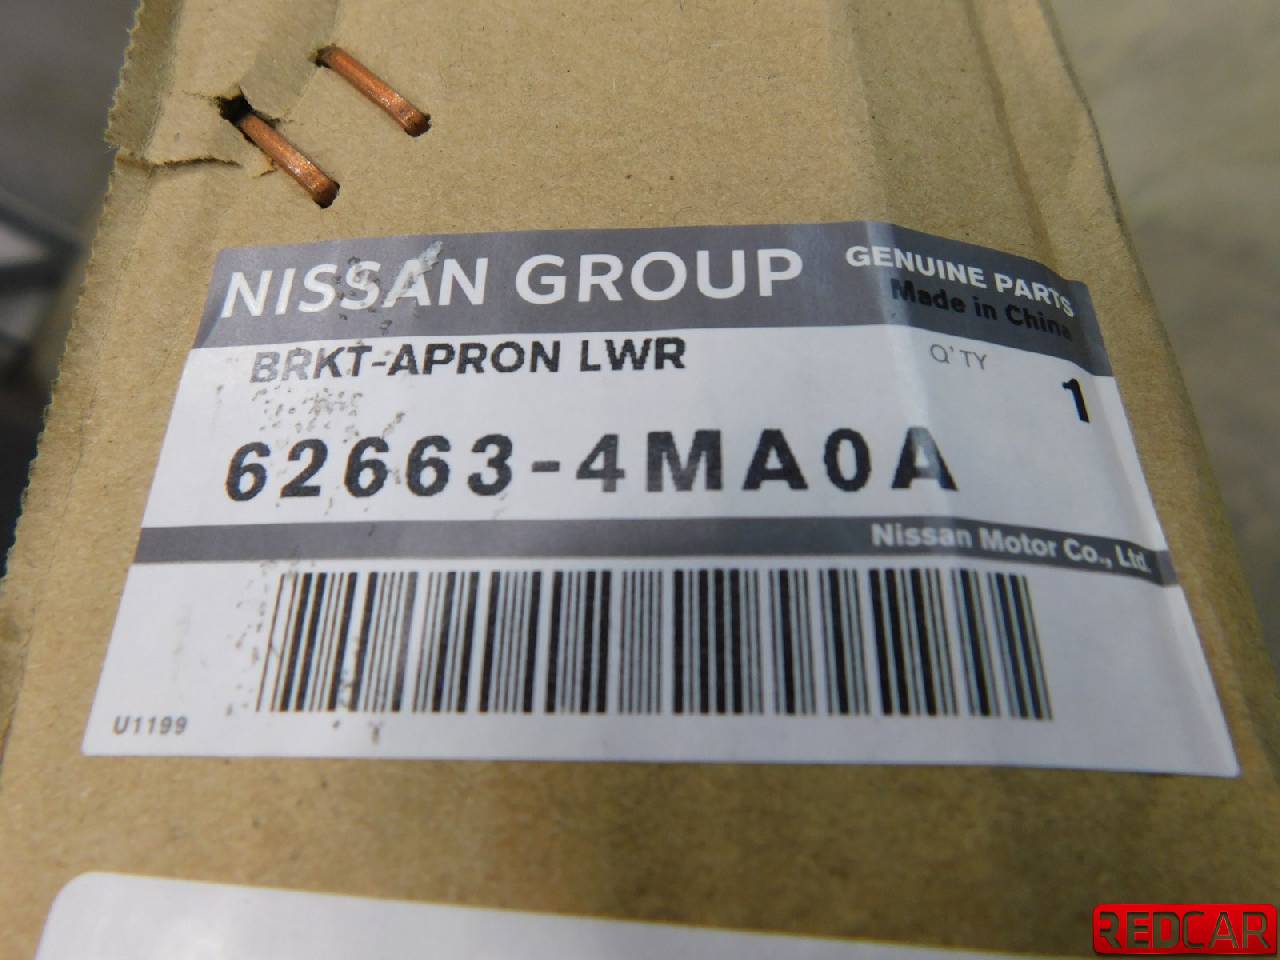 NISSAN GROUP
GENUINE PARTS
Made in China
BRKT-APRON LWR
Q'TY
1
62663-4MA0A
Nissan Motor Co., Ltd.
U1199
REDCAR